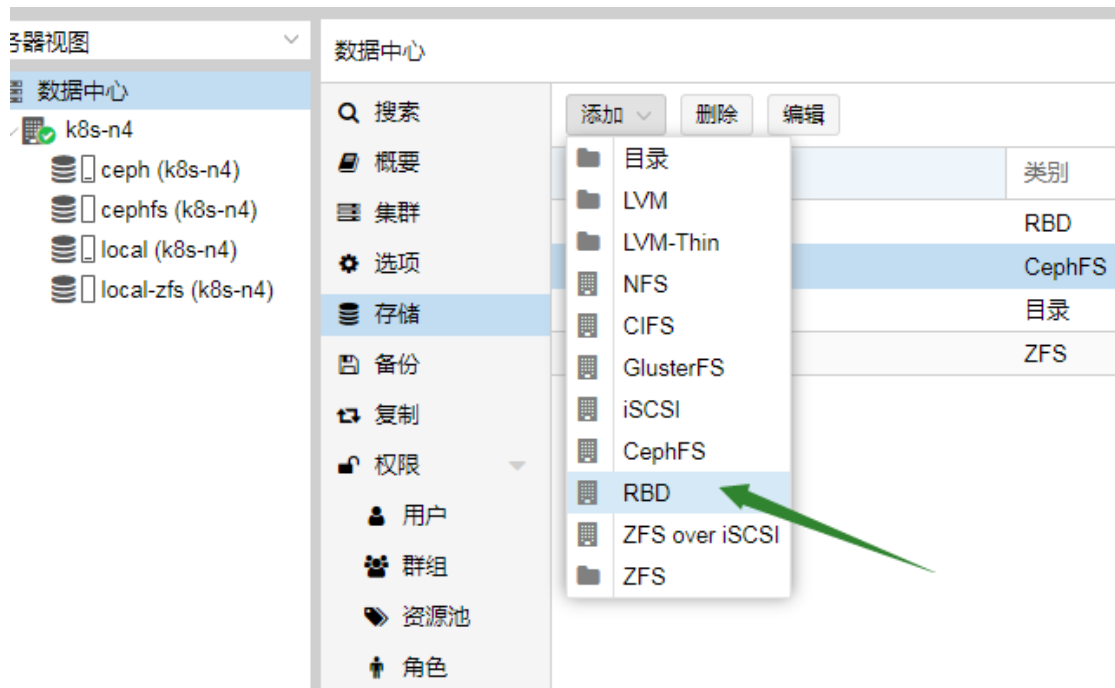 务器视图
数据中心
k8s-n4
ceph (k8s-n4)
cephfs (k8s-n4)
local (k8s-n4)
local-zfs (k8s-n4)
数据中心
搜索
概要
集群
选项
存储
备份
复制
权限
用户
群组
资源池
角色
添加 删除 编辑
目录
LVM
LVM-Thin
NFS
CIFS
GlusterFS
iSCSI
CephFS
RBD
ZFS over iSCSI
ZFS
类别
RBD
CephFS
目录
ZFS